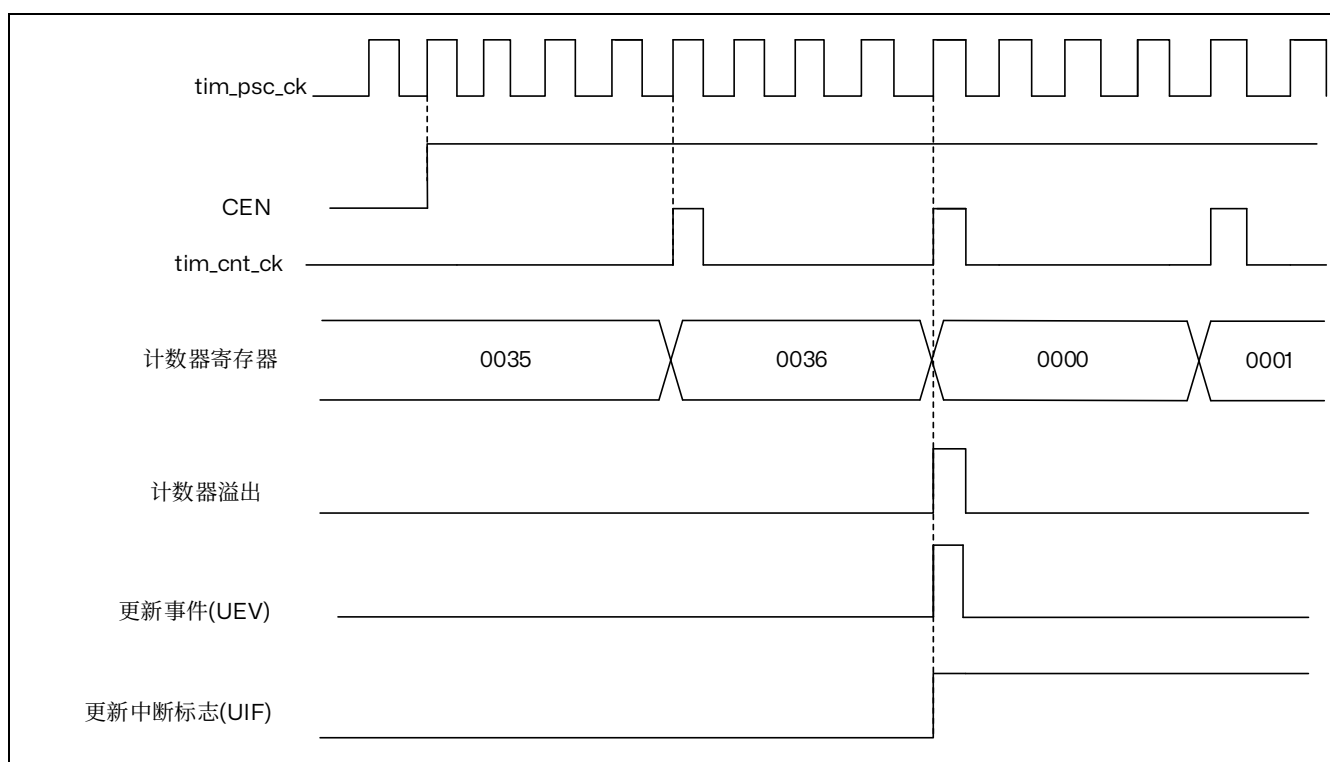 tim_psc_ck
CEN
tim_cnt_ck
计数器寄存器
0035
0036
0000
0001
计数器溢出
更新事件(UEV)
更新中断标志(UIF)